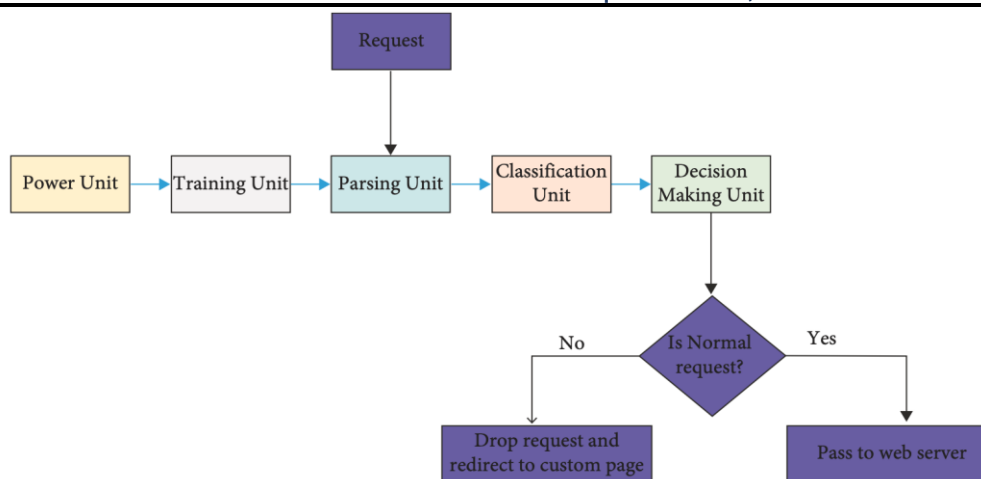 Request
Power Unit
Training Unit
Parsing Unit
Classification
Unit
Decision
Making Unit
Is Normal
request?
No
Yes
Drop request and
redirect to custom page
Pass to web server